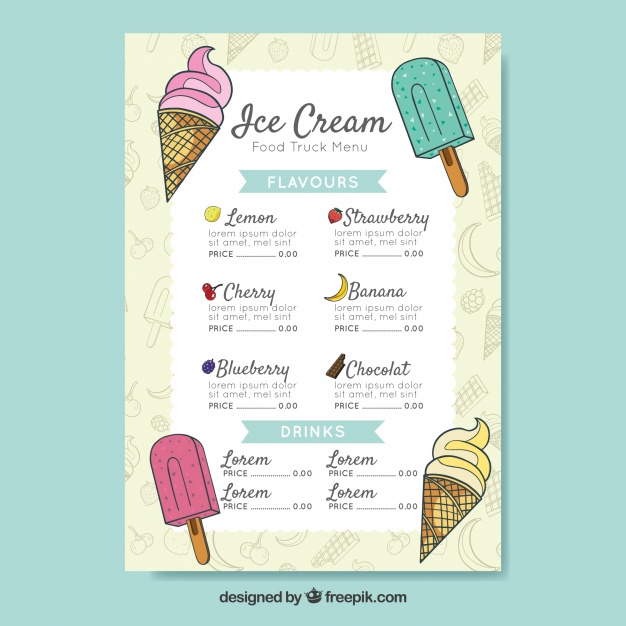 Ice Cream
Food Truck Menu
FLAVOURS
Lemon
lorem ipsum dolor
sit amet, mel sint
PRICE .............. 0.00
Strawberry
lorem ipsum dolor
sit amet, mel sint
PRICE .............. 0.00
Cherry
lorem ipsum dolor
sit amet, mel sint
PRICE .............. 0.00
Banana
lorem ipsum dolor
sit amet, mel sint
PRICE .............. 0.00
Blueberry
lorem ipsum dolor
sit amet, mel sint
PRICE .............. 0.00
Chocolat
lorem ipsum dolor
sit amet, mel sint
PRICE .............. 0.00
DRINKS
Lorem
PRICE .............. 0.00
Lorem
PRICE .............. 0.00
Lorem
PRICE .............. 0.00
Lorem
PRICE .............. 0.00
designed by freepik.com